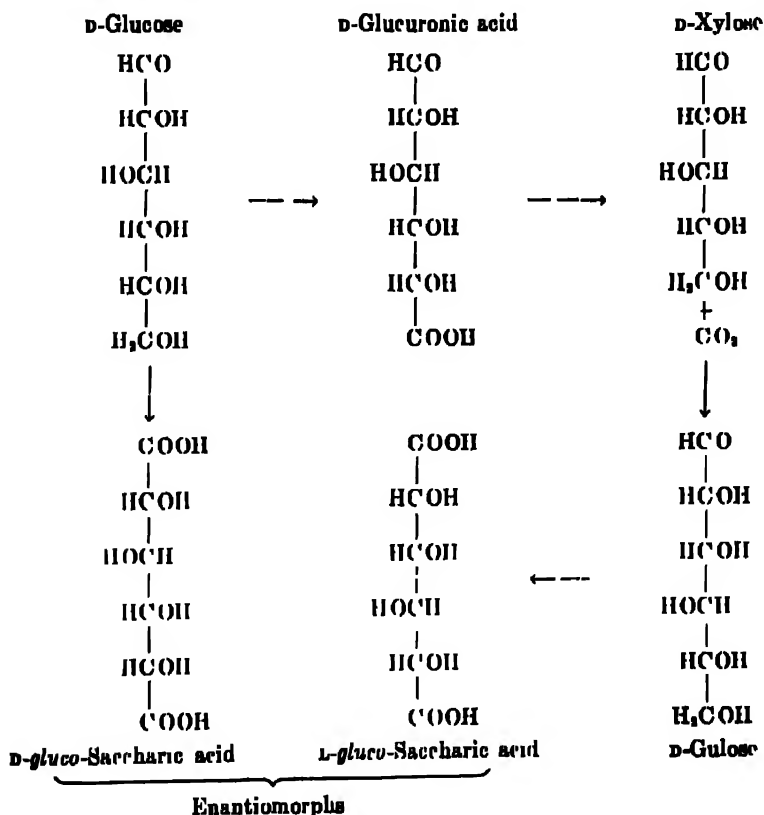 D-Glucose D-Glucuronic acid D-Xylose
HCO HCO HCO
HCOH HCOH HCOH
HOCH HOCH HOCH
HCOH HCOH HCOH
HCOH HCOH H₂COH
+
H₂COH COOH CO₂
COOH COOH HCO
HCOH HCOH HCOH
HOCH HCOH HCOH
HCOH HOCH HOCH
HCOH HCOH HCOH
COOH COOH H₂COH
D-gluco-Saccharic acid L-gluco-Saccharic acid D-Gulose
Enantiomorphs